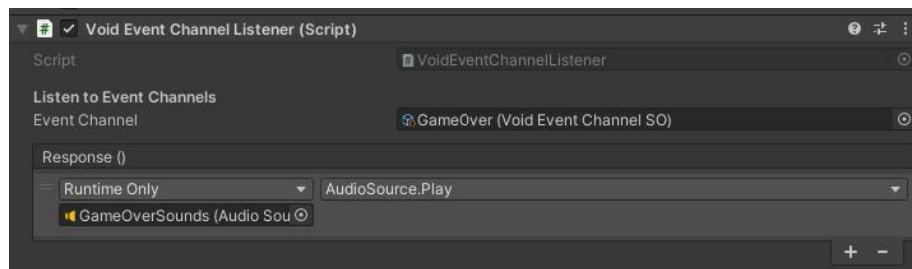 Void Event Channel Listener (Script)
Script VoidEventChannelListener
Listen to Event Channels
Event Channel GameOver (Void Event Channel SO)
Response ()
Runtime Only AudioSource.Play
GameOverSounds (Audio Sou